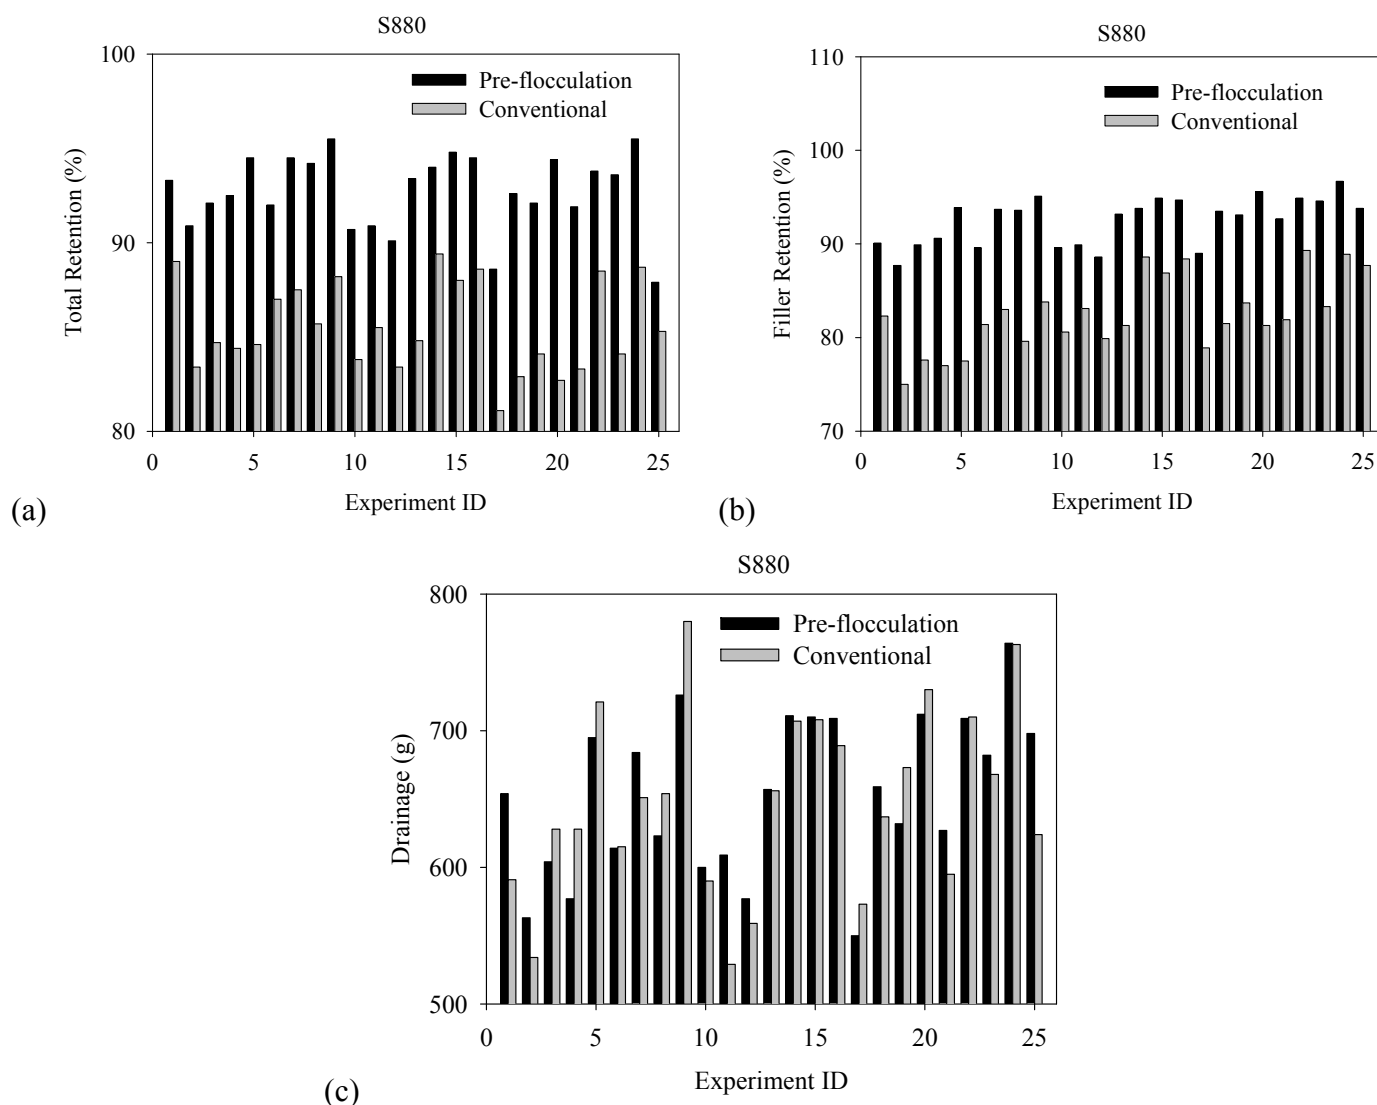 S880
100
90
80
Total Retention (%)
Pre-flocculation
Conventional
0 5 10 15 20 25
Experiment ID
(a)
S880
110
100
90
80
70
Filler Retention (%)
Pre-flocculation
Conventional
0 5 10 15 20 25
Experiment ID
(b)
S880
800
700
600
500
Drainage (g)
Pre-flocculation
Conventional
0 5 10 15 20 25
Experiment ID
(c)